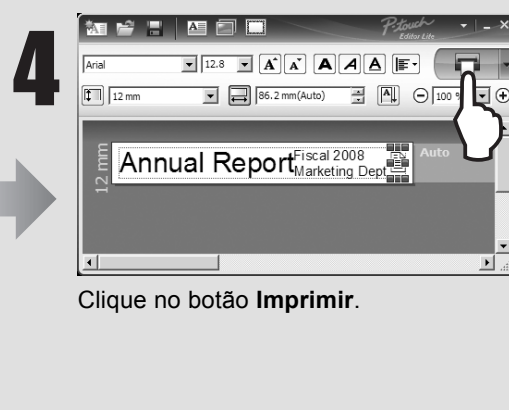 4
P-touch
Editor Lite
Arial
12.8
A A A A A
12 mm
86.2 mm(Auto)
A
100 %
12 mm
Annual Report
Fiscal 2008
Marketing Dept
Auto
Clique no botão Imprimir.